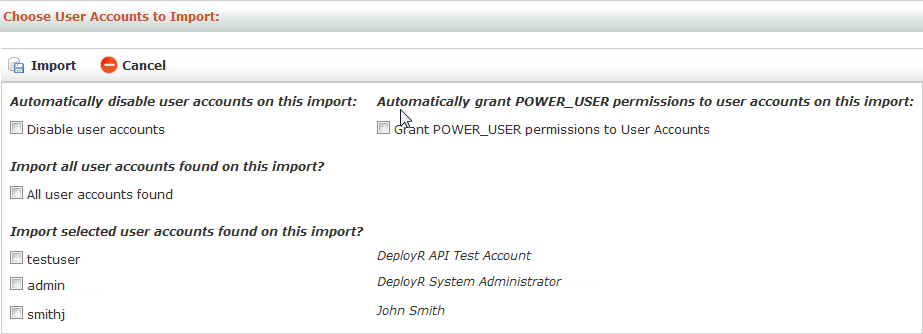 Choose User Accounts to Import:
Import Cancel
Automatically disable user accounts on this import: Automatically grant POWER_USER permissions to user accounts on this import:
Disable user accounts Grant POWER_USER permissions to User Accounts
Import all user accounts found on this import?
All user accounts found
Import selected user accounts found on this import?
testuser DeployR API Test Account
admin DeployR System Administrator
smithj John Smith